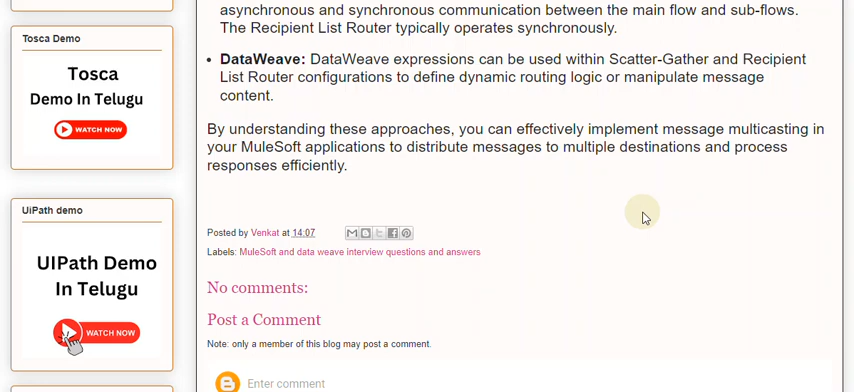 Tosca Demo
Tosca
Demo In Telugu
WATCH NOW
UiPath demo
UIPath Demo
In Telugu
WATCH NOW
asynchronous and synchronous communication between the main flow and sub-flows.
The Recipient List Router typically operates synchronously.
• DataWeave: DataWeave expressions can be used within Scatter-Gather and Recipient
List Router configurations to define dynamic routing logic or manipulate message
content.
By understanding these approaches, you can effectively implement message multicasting in
your MuleSoft applications to distribute messages to multiple destinations and process
responses efficiently.
Posted by Venkat at 14:07
Labels: MuleSoft and data weave interview questions and answers
No comments:
Post a Comment
Note: only a member of this blog may post a comment.
Enter comment